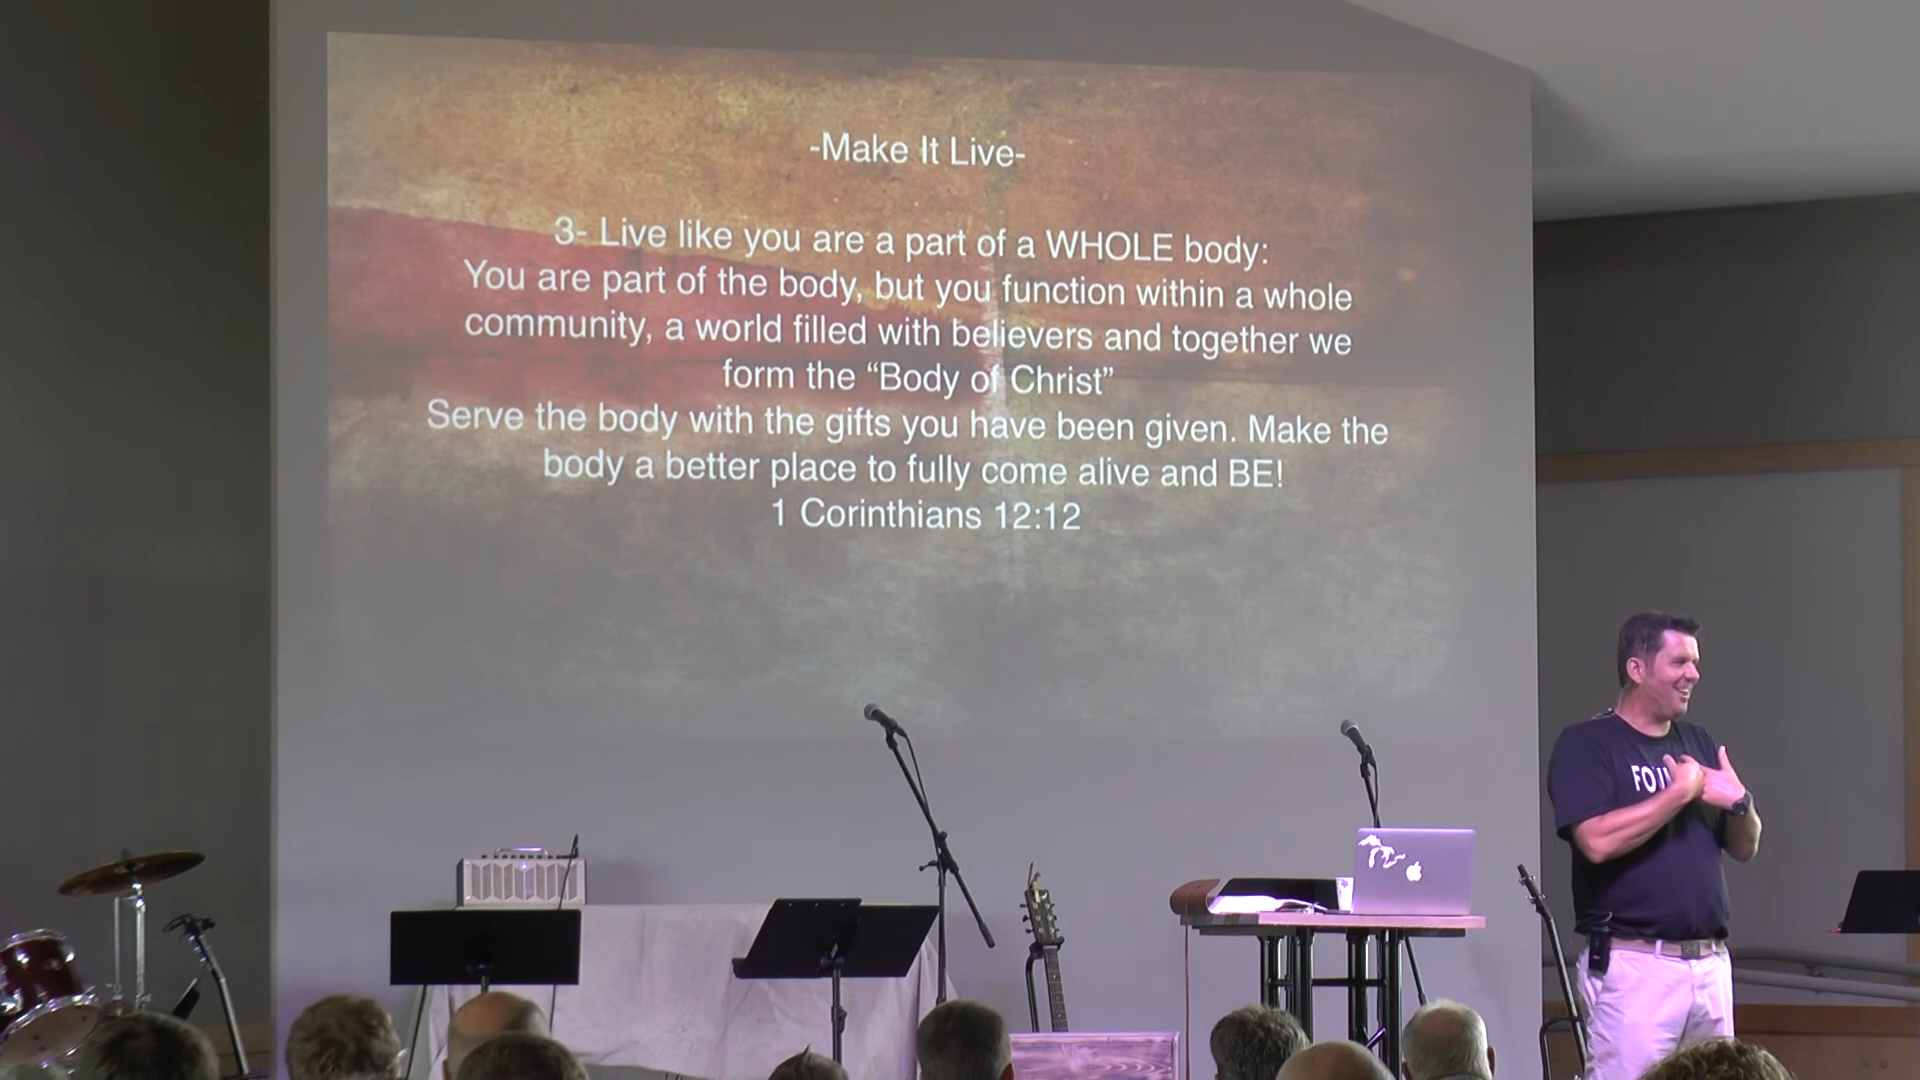 -Make It Live-
3- Live like you are a part of a WHOLE body:
You are part of the body, but you function within a whole
community, a world filled with believers and together we
form the “Body of Christ”
Serve the body with the gifts you have been given. Make the
body a better place to fully come alive and BE!
1 Corinthians 12:12